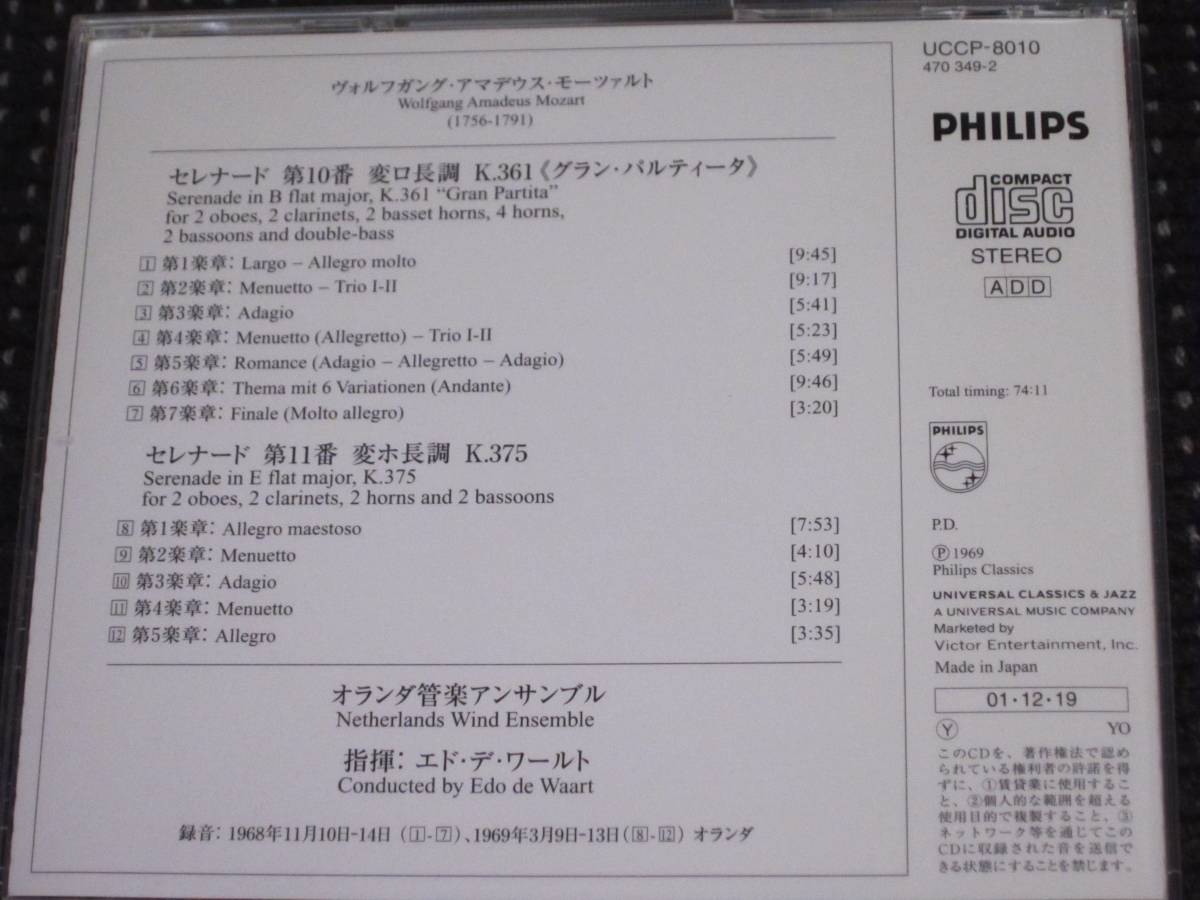 ヴォルフガング・アマデウス・モーツァルト
Wolfgang Amadeus Mozart
(1756-1791)
セレナード 第10番 変ロ長調 K.361《グラン・パルティータ》
Serenade in B flat major, K.361 “Gran Partita”
for 2 oboes, 2 clarinets, 2 basset horns, 4 horns,
2 bassoons and double-bass
1 第1楽章: Largo – Allegro molto [9:45]
2 第2楽章: Menuetto – Trio I-II [9:17]
3 第3楽章: Adagio [5:41]
4 第4楽章: Menuetto (Allegretto) – Trio I-II [5:23]
5 第5楽章: Romance (Adagio – Allegretto – Adagio) [5:49]
6 第6楽章: Thema mit 6 Variationen (Andante) [9:46]
7 第7楽章: Finale (Molto allegro) [3:20]
セレナード 第11番 変ホ長調 K.375
Serenade in E flat major, K.375
for 2 oboes, 2 clarinets, 2 horns and 2 bassoons
8 第1楽章: Allegro maestoso [7:53]
9 第2楽章: Menuetto [4:10]
10 第3楽章: Adagio [5:48]
11 第4楽章: Menuetto [3:19]
12 第5楽章: Allegro [3:35]
オランダ管楽アンサンブル
Netherlands Wind Ensemble
指揮: エド・デ・ワールト
Conducted by Edo de Waart
録音: 1968年11月10日-14日 (1-7)、1969年3月9日-13日(8-12) オランダ
UCCP-8010
470 349-2
PHILIPS
COMPACT
disc
DIGITAL AUDIO
STEREO
ADD
Total timing: 74:11
PHILIPS
P.D.
℗ 1969
Philips Classics
UNIVERSAL CLASSICS & JAZZ
A UNIVERSAL MUSIC COMPANY
Marketed by
Victor Entertainment, Inc.
Made in Japan
01・12・19
Ⓨ YO
このCDを、著作権法で認め
られている権利者の許諾を得
ずに、①賃貸業に使用するこ
と、②個人的な範囲を超える
使用目的で複製すること、③
ネットワーク等を通じてこの
CDに収録された音を送信で
きる状態にすることを禁じます。